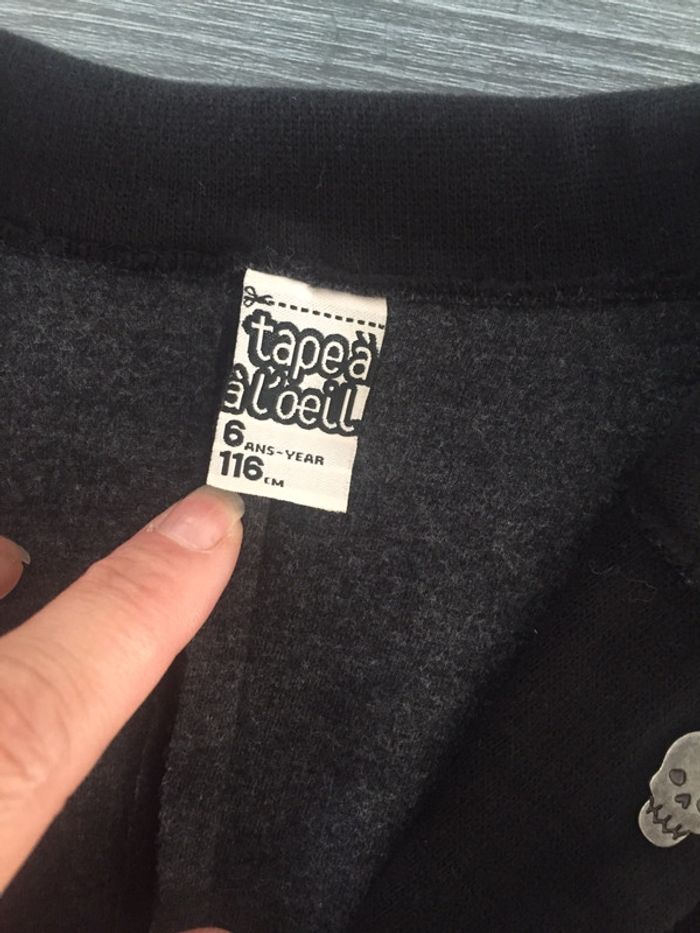 tapeà
à l'oeil
6 ANS-YEAR
116 CM